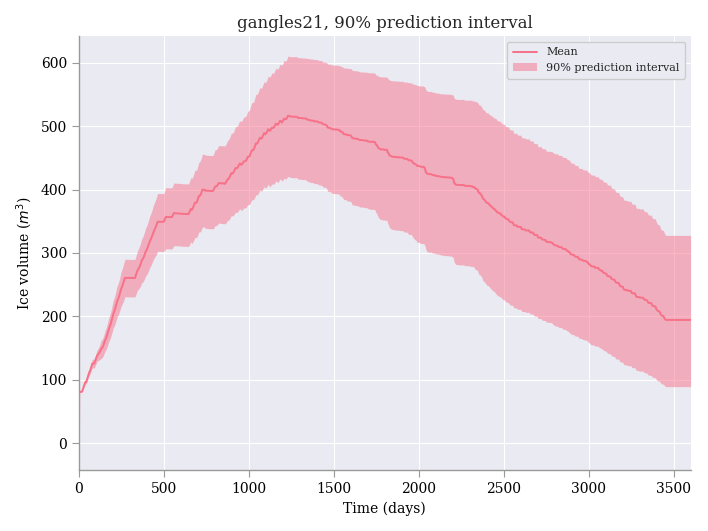 gangles21, 90% prediction interval
Mean
90% prediction interval
Ice volume (m³)
600
500
400
300
200
100
0
0 500 1000 1500 2000 2500 3000 3500
Time (days)